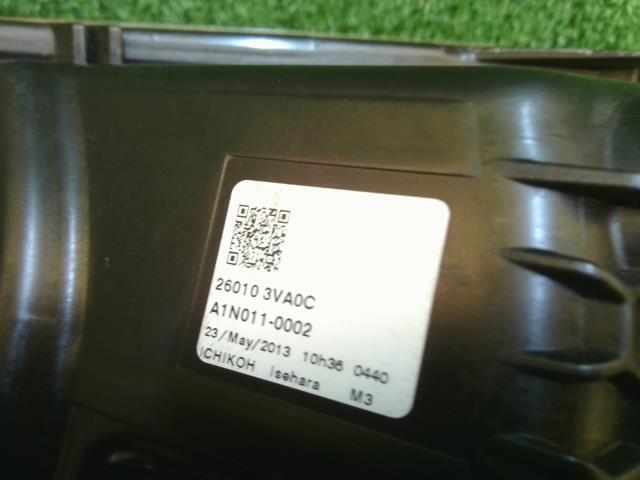 26010 3VA0C
A1N011-0002
23/May/2013 10h36 0440
ICHIKOH Isehara M3